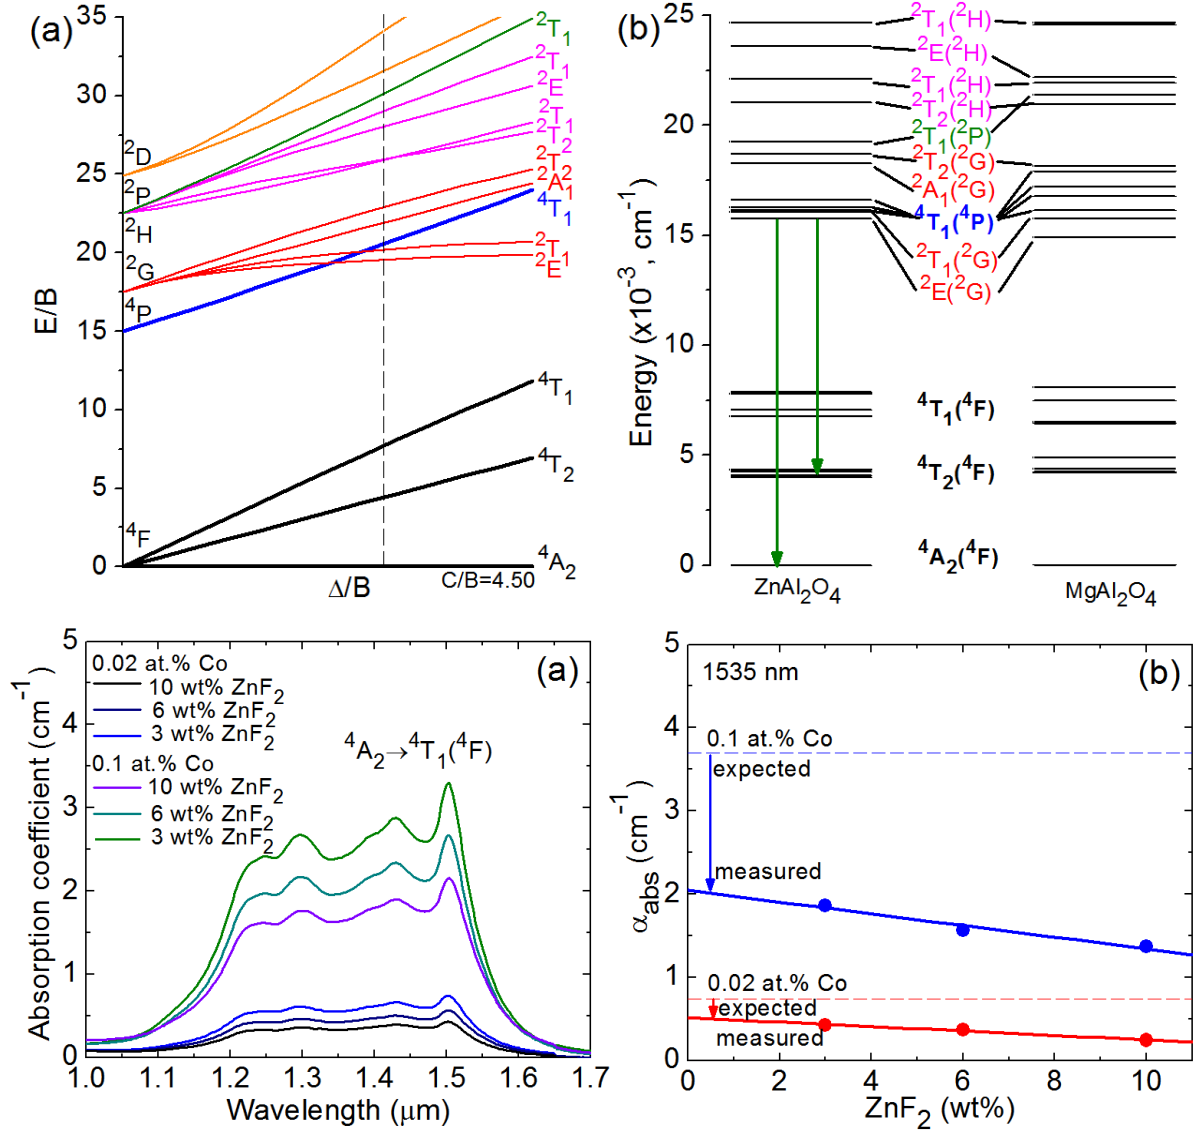 (a)
E/B
35
30
25
20
15
10
5
0
²D
²P
²H
²G
⁴P
⁴F
²T₁
²T₁
²E
²T₁
²T₂
²T₂
²A₁
⁴T₁
²T₁
²E
⁴T₁
⁴T₂
⁴A₂
Δ/B
C/B=4.50
(b)
Energy (x10⁻³, cm⁻¹)
25
20
15
10
5
0
²T₁(²H)
²E(²H)
²T₁(²H)
²T₂(²H)
²T₁(²P)
²T₂(²G)
²A₁(²G)
⁴T₁(⁴P)
²T₁(²G)
²E(²G)
⁴T₁(⁴F)
⁴T₂(⁴F)
⁴A₂(⁴F)
ZnAl₂O₄
MgAl₂O₄
(a)
Absorption coefficient (cm⁻¹)
5
4
3
2
1
0
0.02 at.% Co
10 wt% ZnF₂
6 wt% ZnF₂
3 wt% ZnF₂
0.1 at.% Co
10 wt% ZnF₂
6 wt% ZnF₂
3 wt% ZnF₂
⁴A₂→⁴T₁(⁴F)
1.0 1.1 1.2 1.3 1.4 1.5 1.6 1.7
Wavelength (μm)
(b)
α_abs (cm⁻¹)
5
4
3
2
1
0
1535 nm
0.1 at.% Co
expected
measured
0.02 at.% Co
expected
measured
0 2 4 6 8 10
ZnF₂ (wt%)